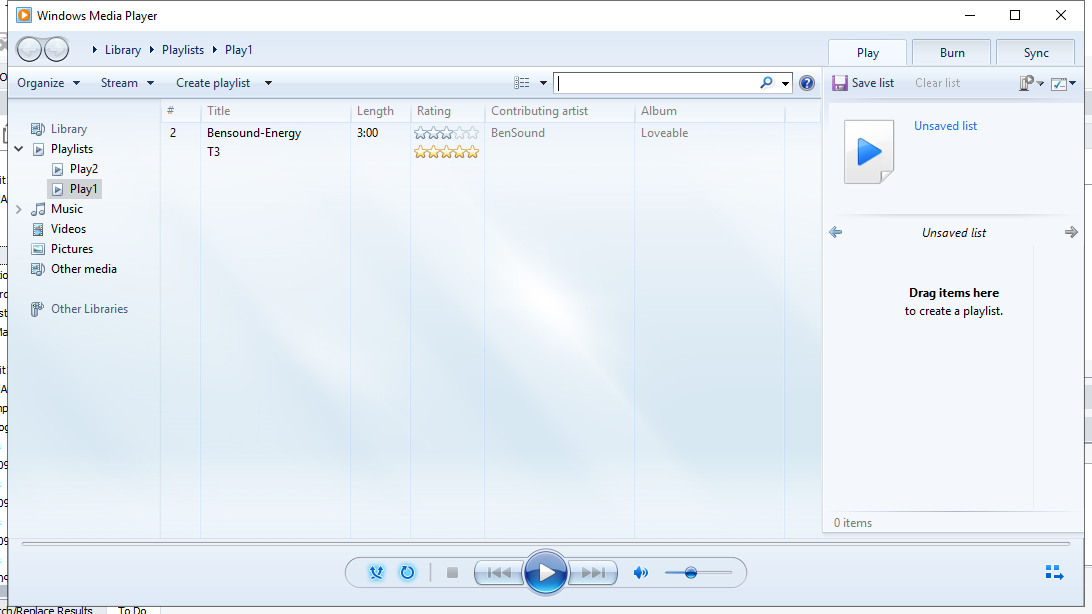 Windows Media Player
Library Playlists Play1
Play Burn Sync
Organize Stream Create playlist
Save list Clear list
# Title Length Rating Contributing artist Album
Library
Playlists
Play2
Play1
Music
Videos
Pictures
Other media
Other Libraries
2 Bensound-Energy 3:00 BenSound Loveable
T3
Unsaved list
Unsaved list
Drag items here
to create a playlist.
0 items
rch/Replace Results To Do